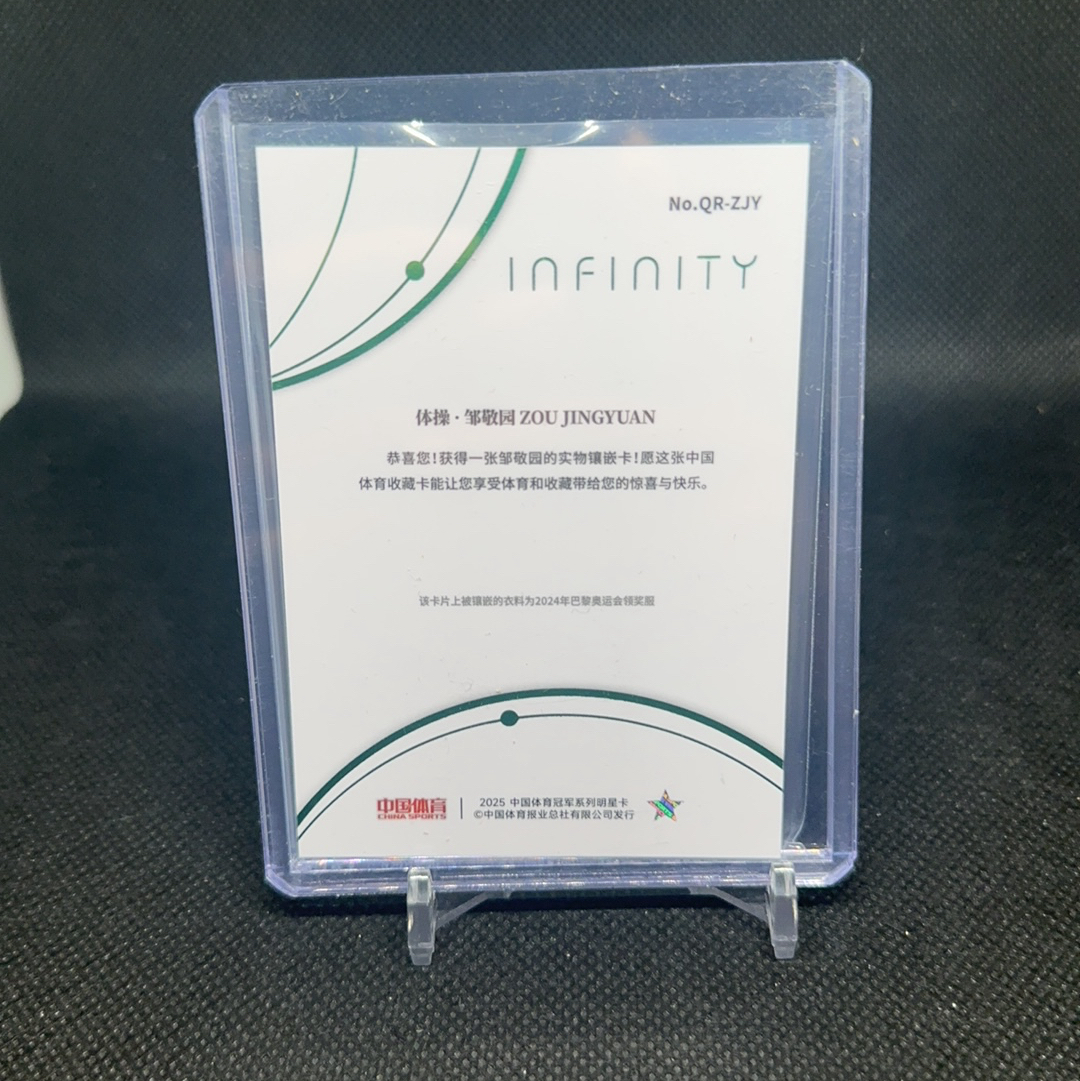 No.QR-ZJY
INFINITY
体操·邹敬园 ZOU JINGYUAN
恭喜您!获得一张邹敬园的实物镶嵌卡!愿这张中国
体育收藏卡能让您享受体育和收藏带给您的惊喜与快乐。
该卡片上被镶嵌的衣料为2024年巴黎奥运会领奖服
中国体育
CHINA SPORTS
2025 中国体育冠军系列明星卡
©中国体育报业总社有限公司发行